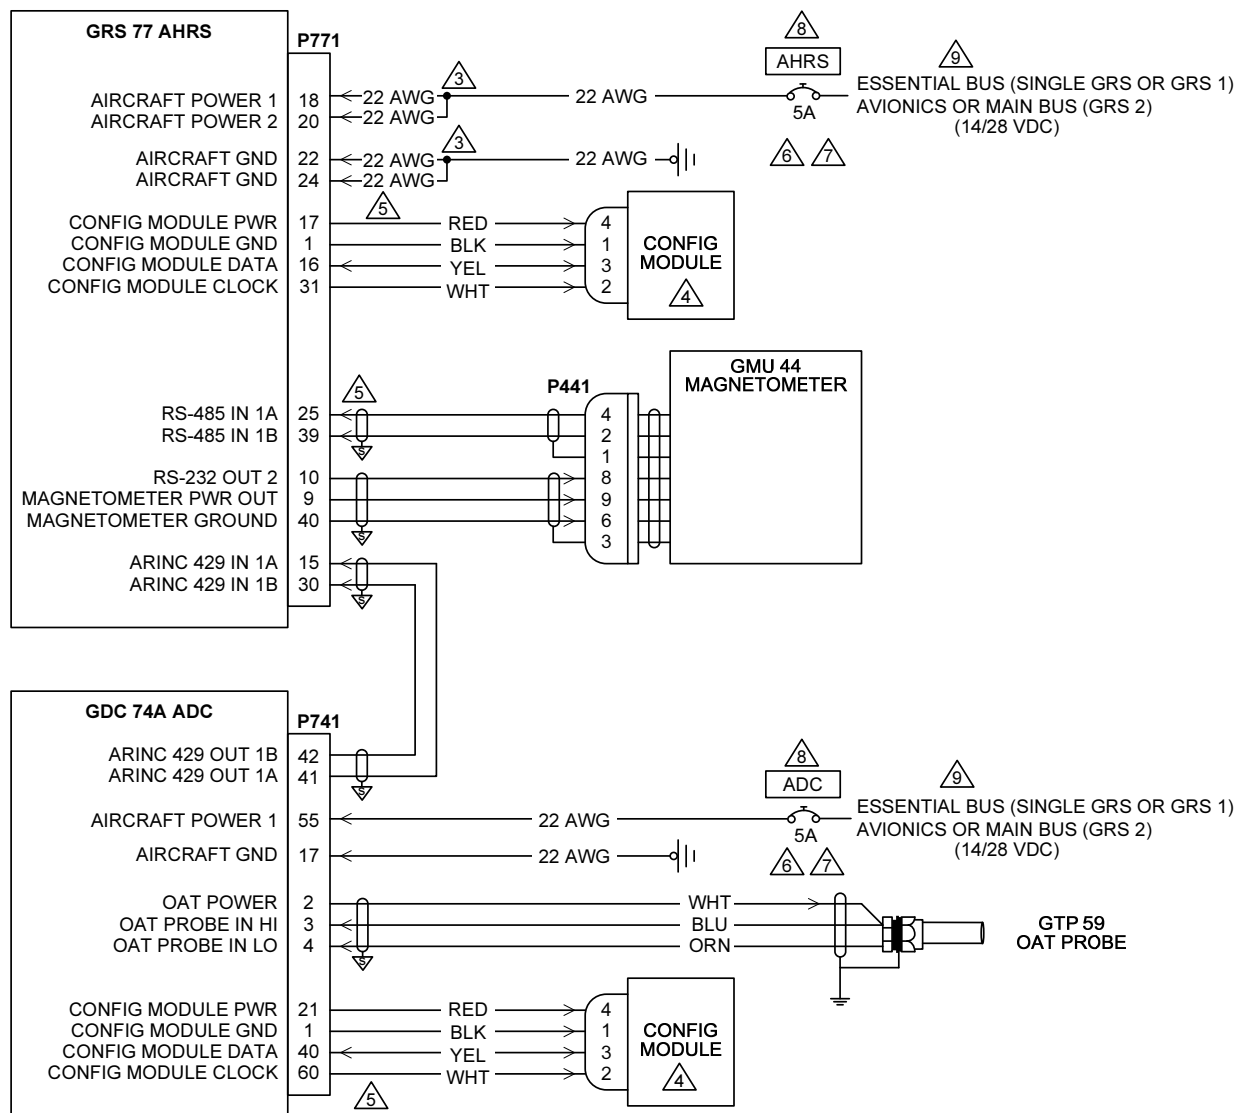 GRS 77 AHRS
P771
8
AHRS
9
ESSENTIAL BUS (SINGLE GRS OR GRS 1)
AVIONICS OR MAIN BUS (GRS 2)
(14/28 VDC)
5A
6 7
3
AIRCRAFT POWER 1 18 22 AWG 22 AWG
AIRCRAFT POWER 2 20 22 AWG
3
AIRCRAFT GND 22 22 AWG 22 AWG
AIRCRAFT GND 24 22 AWG
5
CONFIG MODULE PWR 17 RED 4
CONFIG MODULE GND 1 BLK 1
CONFIG MODULE DATA 16 YEL 3
CONFIG MODULE CLOCK 31 WHT 2
CONFIG
MODULE
4
GMU 44
MAGNETOMETER
P441
5
RS-485 IN 1A 25 4
RS-485 IN 1B 39 2
S 1
RS-232 OUT 2 10 8
MAGNETOMETER PWR OUT 9 9
MAGNETOMETER GROUND 40 6
S 3
ARINC 429 IN 1A 15
ARINC 429 IN 1B 30
S
GDC 74A ADC
P741
ARINC 429 OUT 1B 42
ARINC 429 OUT 1A 41
S
8
ADC
9
ESSENTIAL BUS (SINGLE GRS OR GRS 1)
AVIONICS OR MAIN BUS (GRS 2)
(14/28 VDC)
5A
6 7
AIRCRAFT POWER 1 55 22 AWG
AIRCRAFT GND 17 22 AWG
OAT POWER 2 WHT
OAT PROBE IN HI 3 BLU
OAT PROBE IN LO 4 ORN
S
GTP 59
OAT PROBE
CONFIG MODULE PWR 21 RED 4
CONFIG MODULE GND 1 BLK 1
CONFIG MODULE DATA 40 YEL 3
CONFIG MODULE CLOCK 60 WHT 2
5
CONFIG
MODULE
4